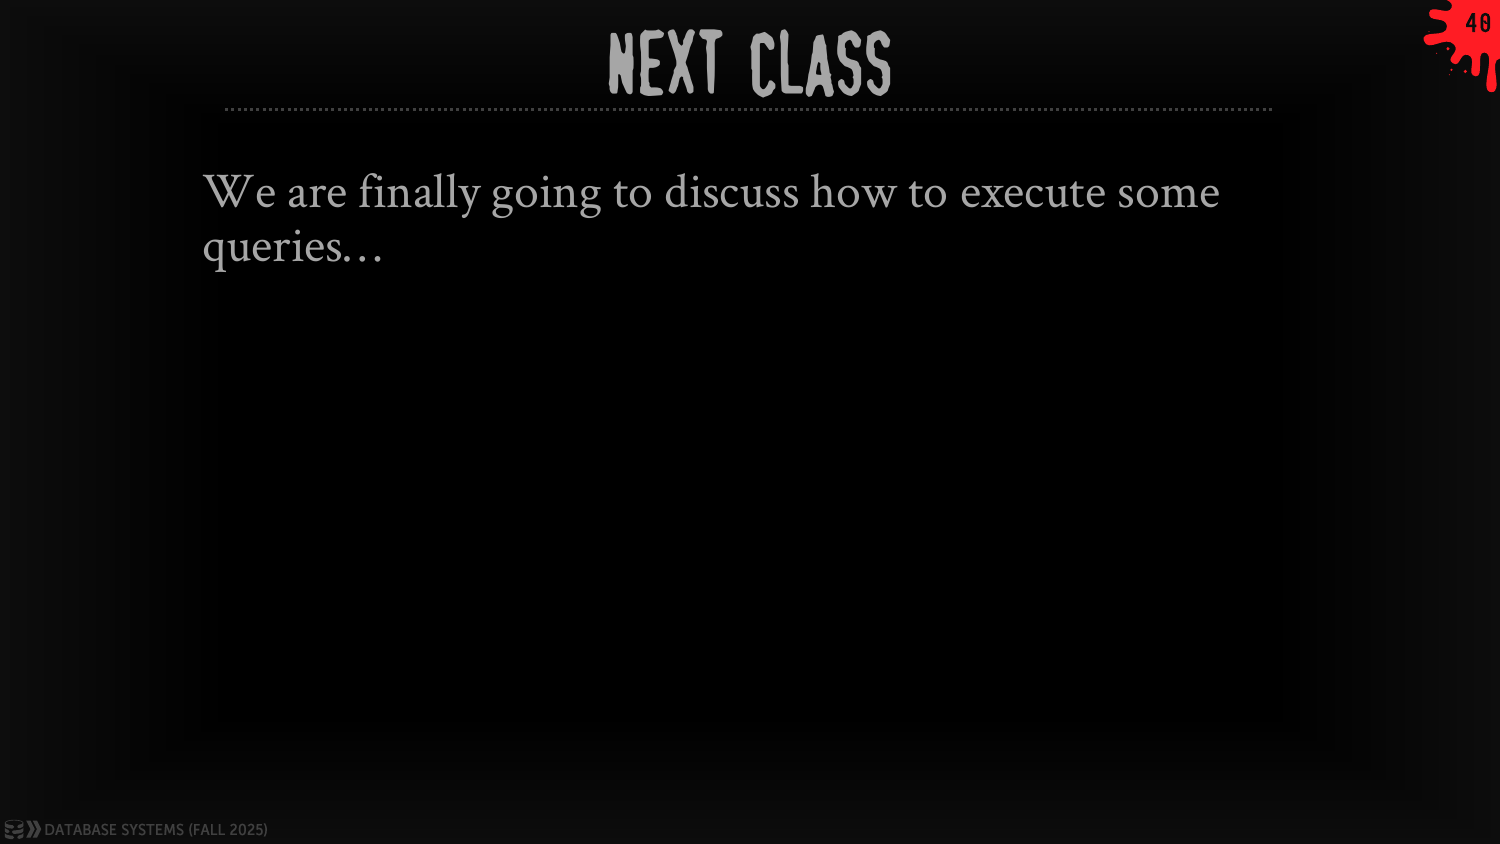 NEXT CLASS
40
We are finally going to discuss how to execute some
queries…
DATABASE SYSTEMS (FALL 2025)